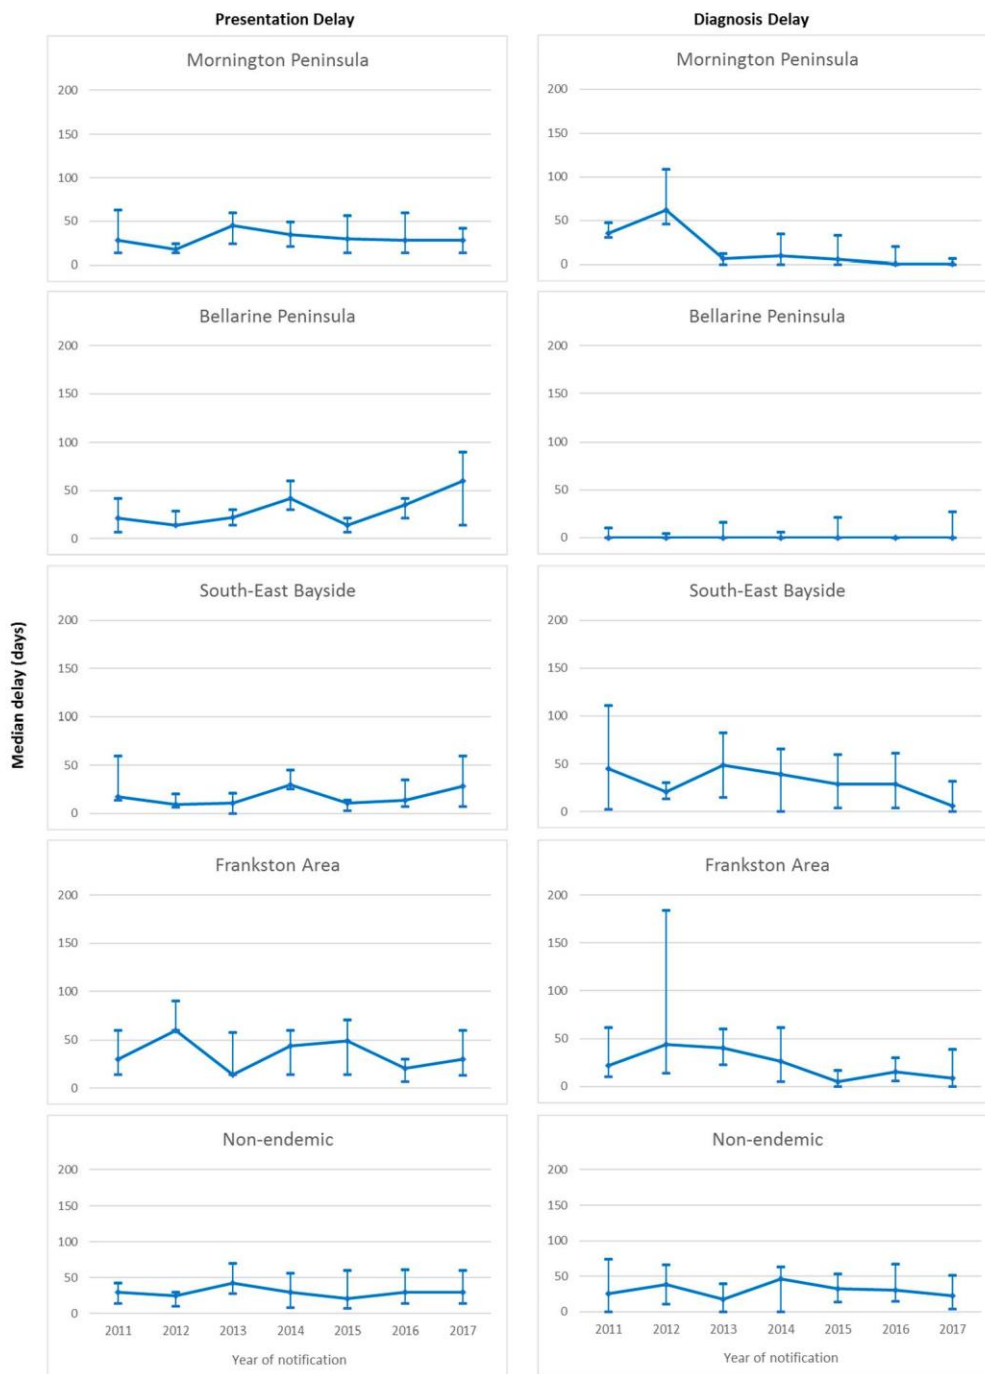 Presentation Delay
Diagnosis Delay
Mornington Peninsula
200
150
100
50
0
Mornington Peninsula
200
150
100
50
0
Bellarine Peninsula
200
150
100
50
0
Bellarine Peninsula
200
150
100
50
0
Median delay (days)
South-East Bayside
200
150
100
50
0
South-East Bayside
200
150
100
50
0
Frankston Area
200
150
100
50
0
Frankston Area
200
150
100
50
0
Non-endemic
200
150
100
50
0
2011 2012 2013 2014 2015 2016 2017
Year of notification
Non-endemic
200
150
100
50
0
2011 2012 2013 2014 2015 2016 2017
Year of notification